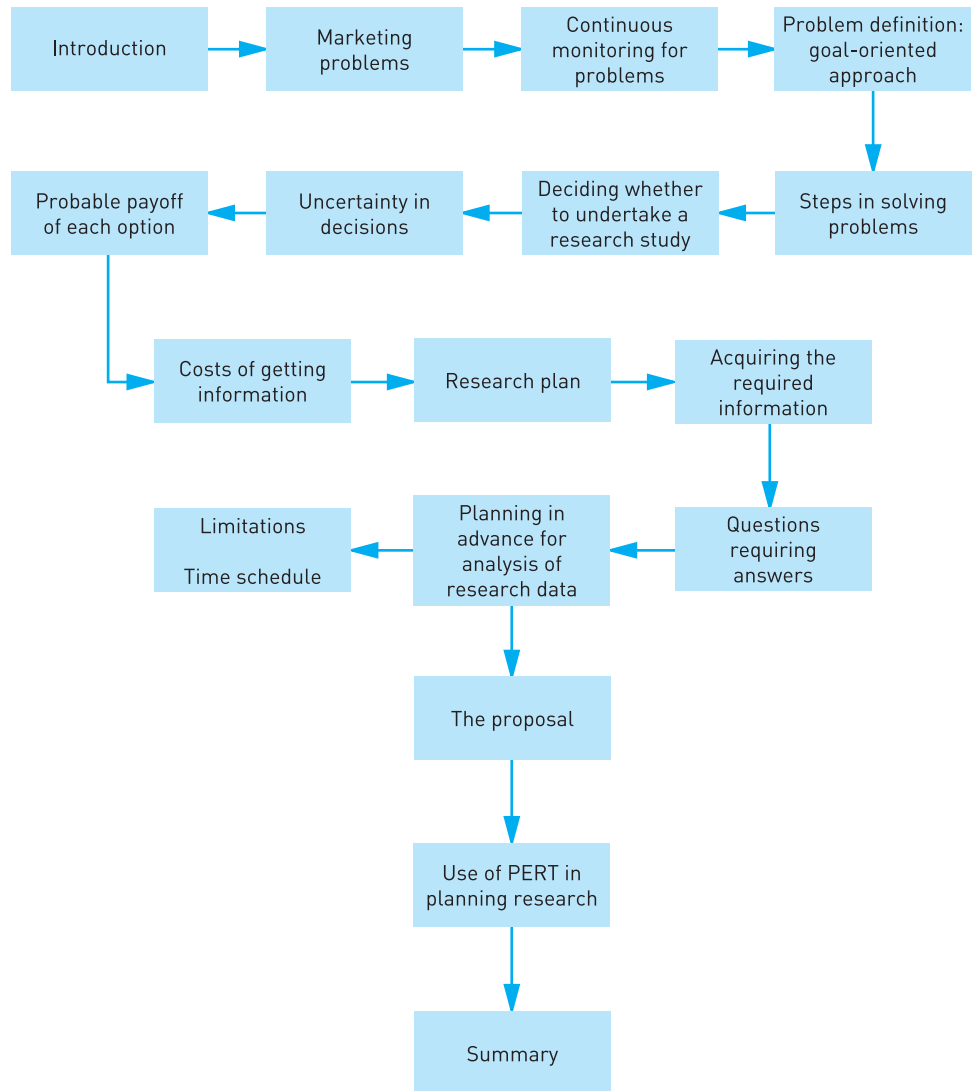 Introduction
Marketing
problems
Continuous
monitoring for
problems
Problem definition:
goal-oriented
approach
Steps in solving
problems
Deciding whether
to undertake a
research study
Uncertainty in
decisions
Probable payoff
of each option
Costs of getting
information
Research plan
Acquiring the
required
information
Questions
requiring
answers
Planning in
advance for
analysis of
research data
Limitations
Time schedule
The proposal
Use of PERT in
planning research
Summary